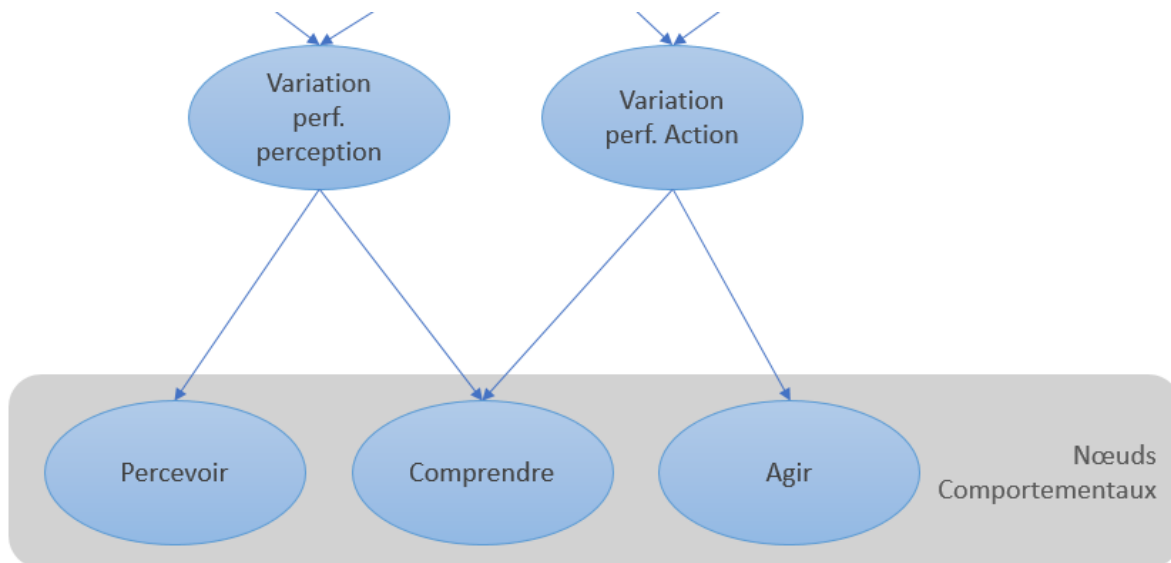 Variation
perf.
perception
Variation
perf. Action
Percevoir
Comprendre
Agir
Nœuds
Comportementaux